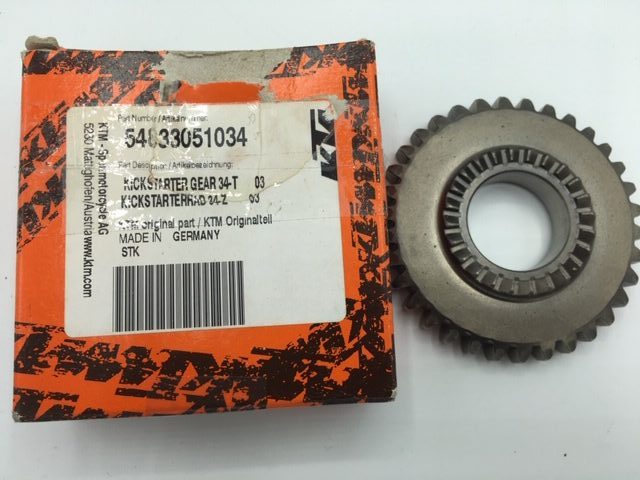 Part Number / Artikelnummer:
54833051034
Part Description / Artikelbezeichnung:
KICKSTARTER GEAR 34-T 03
KICKSTARTERRAD 34-Z 03
KTM original part / KTM Originalteil
MADE IN GERMANY
STK
KTM - Sportmotorcycle AG
5230 Mattighofen/Austria
www.ktm.com
KTM